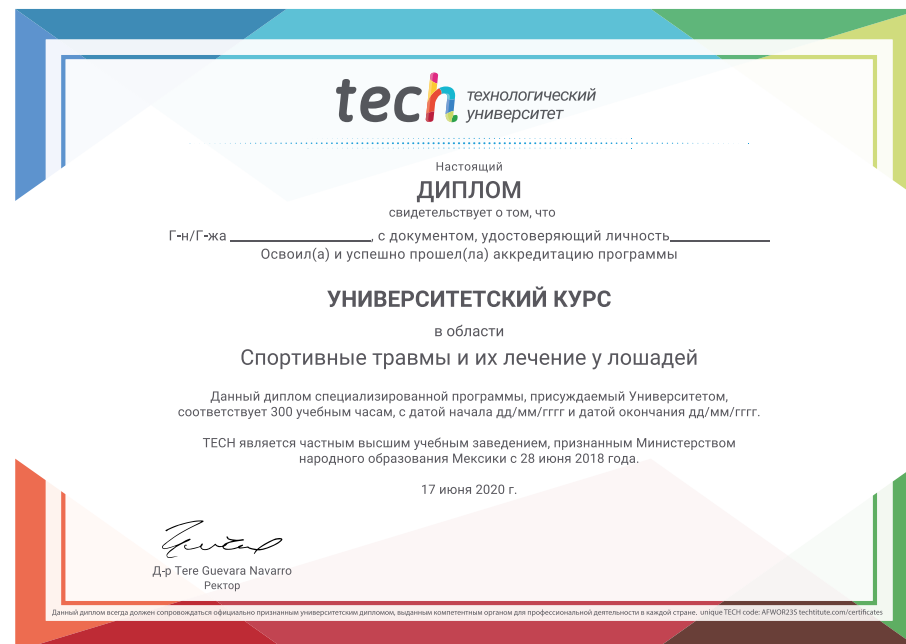 tech технологический
университет
Настоящий
ДИПЛОМ
свидетельствует о том, что
Г-н/Г-жа ____________________, с документом, удостоверяющий личность______________
Освоил(а) и успешно прошел(ла) аккредитацию программы
УНИВЕРСИТЕТСКИЙ КУРС
в области
Спортивные травмы и их лечение у лошадей
Данный диплом специализированной программы, присуждаемый Университетом,
соответствует 300 учебным часам, с датой начала дд/мм/гггг и датой окончания дд/мм/гггг.
TECH является частным высшим учебным заведением, признанным Министерством
народного образования Мексики с 28 июня 2018 года.
17 июня 2020 г.
Д-р Tere Guevara Navarro
Ректор
Данный диплом всегда должен сопровождаться официально признанным университетским дипломом, выданным компетентным органом для профессиональной деятельности в каждой стране. unique TECH code: AFWOR23S techtitute.com/certificates